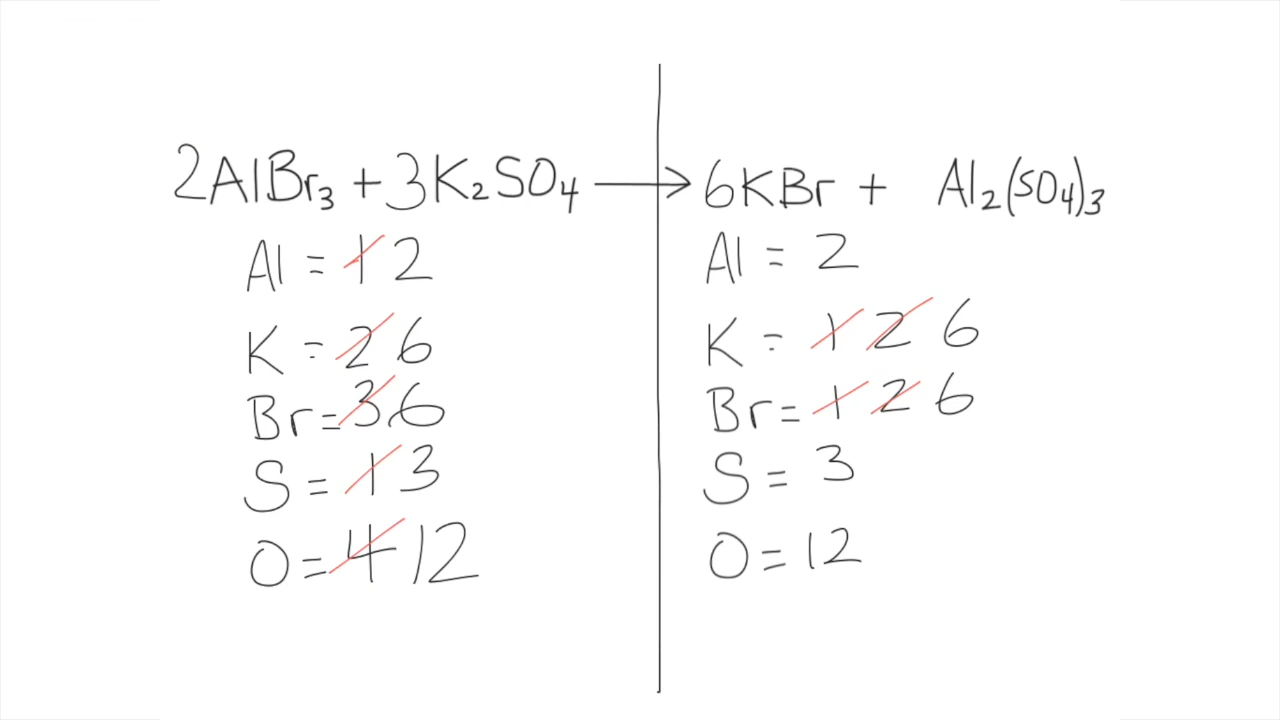 2AlBr₃ + 3K₂SO₄ → 6KBr + Al₂(SO₄)₃
Al = 1 2
K = 2 6
Br = 3 6
S = 1 3
O = 4 12
Al = 2
K = 1 2 6
Br = 1 2 6
S = 3
O = 12